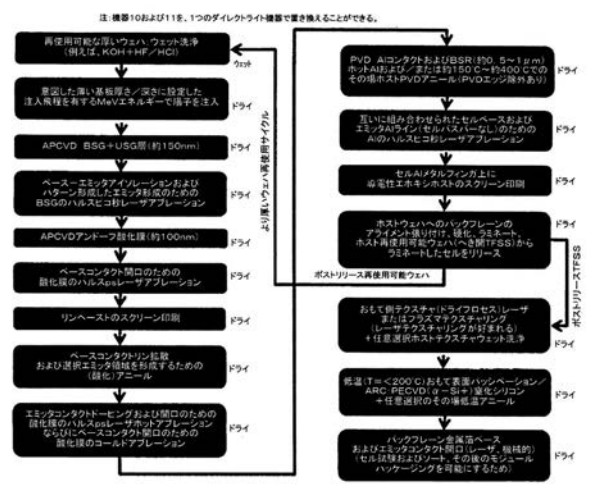 注:機器10および11を、1つのダイレクトライト機器で置き換えることができる。
再使用可能な厚いウェハ:ウェット洗浄
(例えば、KOH+HF/HCl)
ウェット
意図した薄い基板厚さ/深さに設定した
注入飛程を有するMeVエネルギーで陽子を注入
ドライ
APCVD BSG+USG層(約150nm)
ドライ
ベース-エミッタアイソレーションおよび
パターン形成したエミッタ形成のための
BSGのパルスピコ秒レーザアブレーション
ドライ
APCVDアンドープ酸化膜(約100nm)
ドライ
ベースコンタクト開口のための
酸化膜のパルスpsレーザアブレーション
ドライ
リンペーストのスクリーン印刷
ドライ
ベースコンタクトリン拡散
および選択エミッタ領域を形成するための
(酸化)アニール
ドライ
エミッタコンタクトドーピングおよび開口のための
酸化膜のパルスpsレーザホットアブレーション
ならびにベースコンタクト開口のための
酸化膜のコールドアブレーション
ドライ
より厚いウェハ再使用サイクル
PVD AlコンタクトおよびBSR(約0.5~1μm)
ホットAlおよび/または約150℃~約400℃での
その場ポストPVDアニール(PVDエッジ除外あり)
ドライ
互いに組み合わせられたセルベースおよび
エミッタAlライン(セルバスバーなし)のための
Alのパルスピコ秒レーザアブレーション
ドライ
セルAlメタルフィンガ上に
導電性エポキシポストのスクリーン印刷
ドライ
ホストウェハへのバックプレーンの
アライメント張り付け、硬化、ラミネート、
ホスト再使用可能ウェハ(へき開TFSS)から
ラミネートしたセルをリリース
ドライ
ポストリリース再使用可能ウェハ
ポストリリースTFSS
おもて側テクスチャ(ドライプロセス)レーザ
またはプラズマテクスチャリング
(レーザテクスチャリングが好まれる)
+任意選択ポストテクスチャウェット洗浄
ドライ
低温(T=<200℃)おもて表面パッシベーション/
ARC:PECVD(α-Si+)窒化シリコン
+任意選択のその場低温アニール
ドライ
バックプレーン金属箔ベース
およびエミッタコンタクト開口(レーザ、機械的)
(セル試験およびソート、その後のモジュール
パッケージングを可能にするため)
ドライ